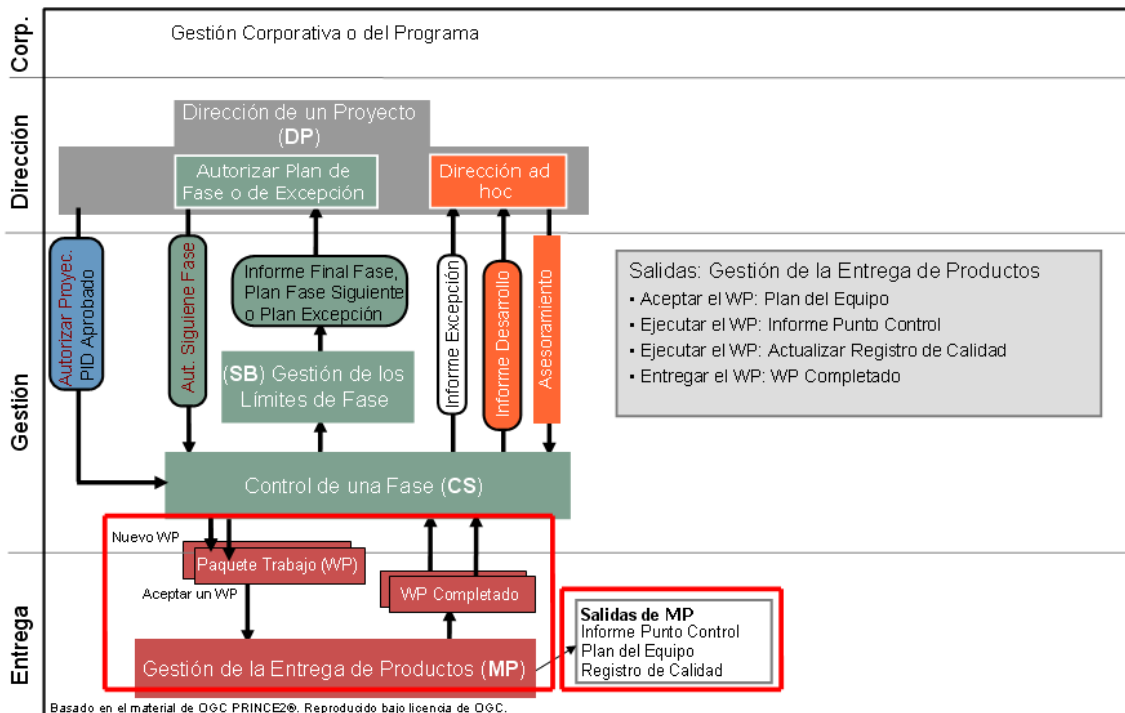 Corp.
Gestión Corporativa o del Programa
Dirección
Dirección de un Proyecto
(DP)
Autorizar Plan de
Fase o de Excepción
Dirección ad
hoc
Gestión
Autorizar Proyec.
PID Aprobado
Aut. Siguiene Fase
Informe Final Fase,
Plan Fase Siguiente
o Plan Excepción
(SB) Gestión de los
Límites de Fase
Informe Excepción
Informe Desarrollo
Asesoramiento
Salidas: Gestión de la Entrega de Productos
• Aceptar el WP: Plan del Equipo
• Ejecutar el WP: Informe Punto Control
• Ejecutar el WP: Actualizar Registro de Calidad
• Entregar el WP: WP Completado
Control de una Fase (CS)
Entrega
Nuevo WP
Paquete Trabajo (WP)
Aceptar un WP
WP Completado
Gestión de la Entrega de Productos (MP)
Salidas de MP
Informe Punto Control
Plan del Equipo
Registro de Calidad
Basado en el material de OGC PRINCE2®. Reproducido bajo licencia de OGC.